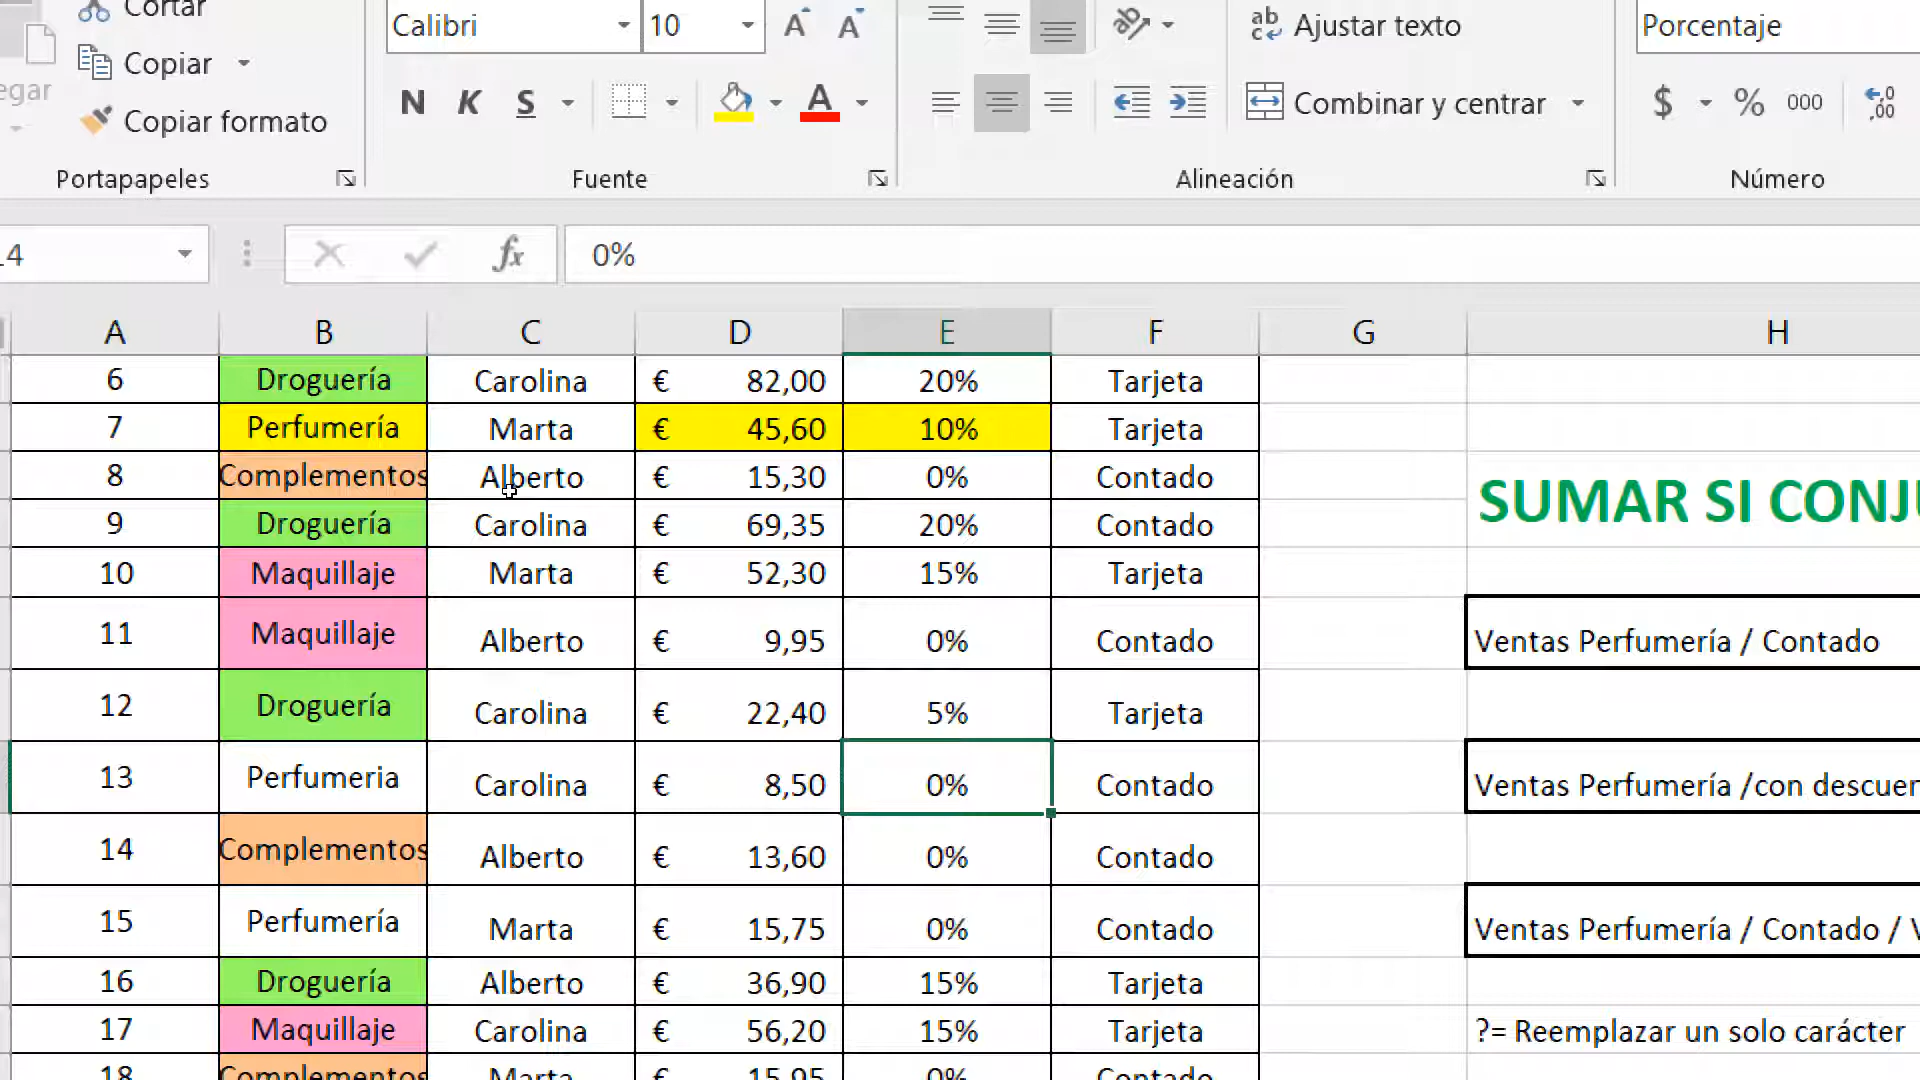 Cortar
Copiar
egar
Copiar formato
Portapapeles
Calibri 10 A A
N K S A
Fuente
ab Ajustar texto
Combinar y centrar
Alineación
Porcentaje
$ % 000 ,0 ,00
Número
14 fx 0%
A B C D E F G H
6 Droguería Carolina € 82,00 20% Tarjeta
7 Perfumería Marta € 45,60 10% Tarjeta
8 Complementos Alberto € 15,30 0% Contado
SUMAR SI CONJU
9 Droguería Carolina € 69,35 20% Contado
10 Maquillaje Marta € 52,30 15% Tarjeta
11 Maquillaje Alberto € 9,95 0% Contado Ventas Perfumería / Contado
12 Droguería Carolina € 22,40 5% Tarjeta
13 Perfumeria Carolina € 8,50 0% Contado Ventas Perfumería /con descuen
14 Complementos Alberto € 13,60 0% Contado
15 Perfumería Marta € 15,75 0% Contado Ventas Perfumería / Contado / V
16 Droguería Alberto € 36,90 15% Tarjeta
17 Maquillaje Carolina € 56,20 15% Tarjeta ?= Reemplazar un solo carácter
18 Complementos Marta € 15,95 0% Contado